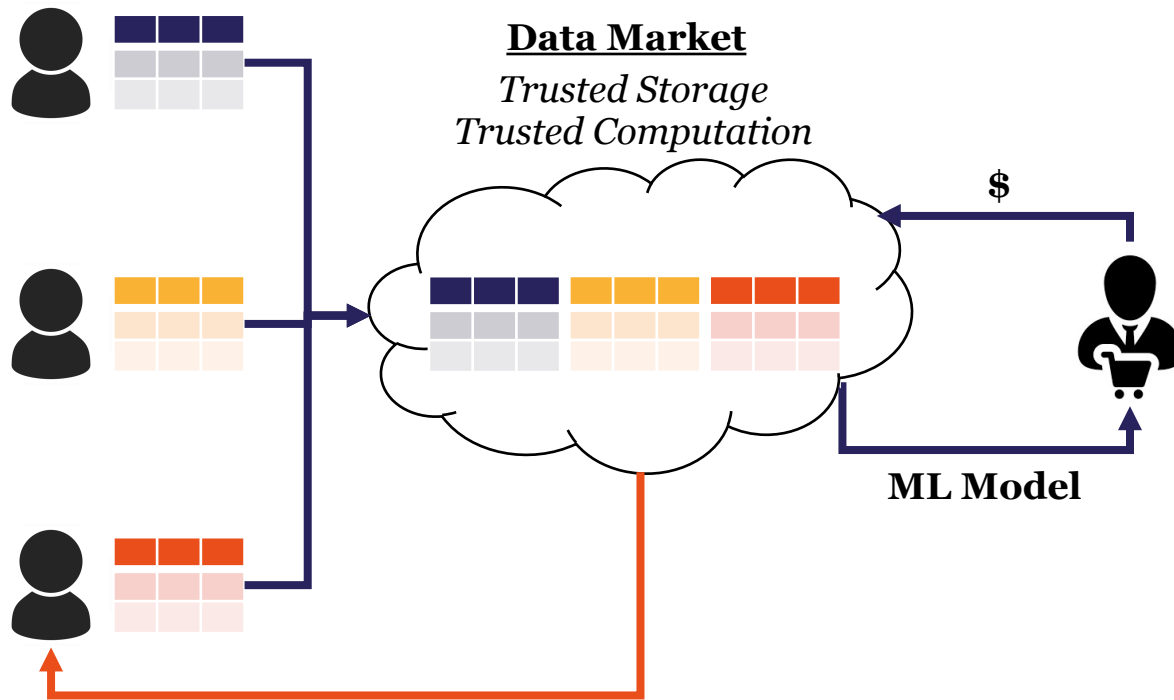 Data Market
Trusted Storage
Trusted Computation
$
ML Model